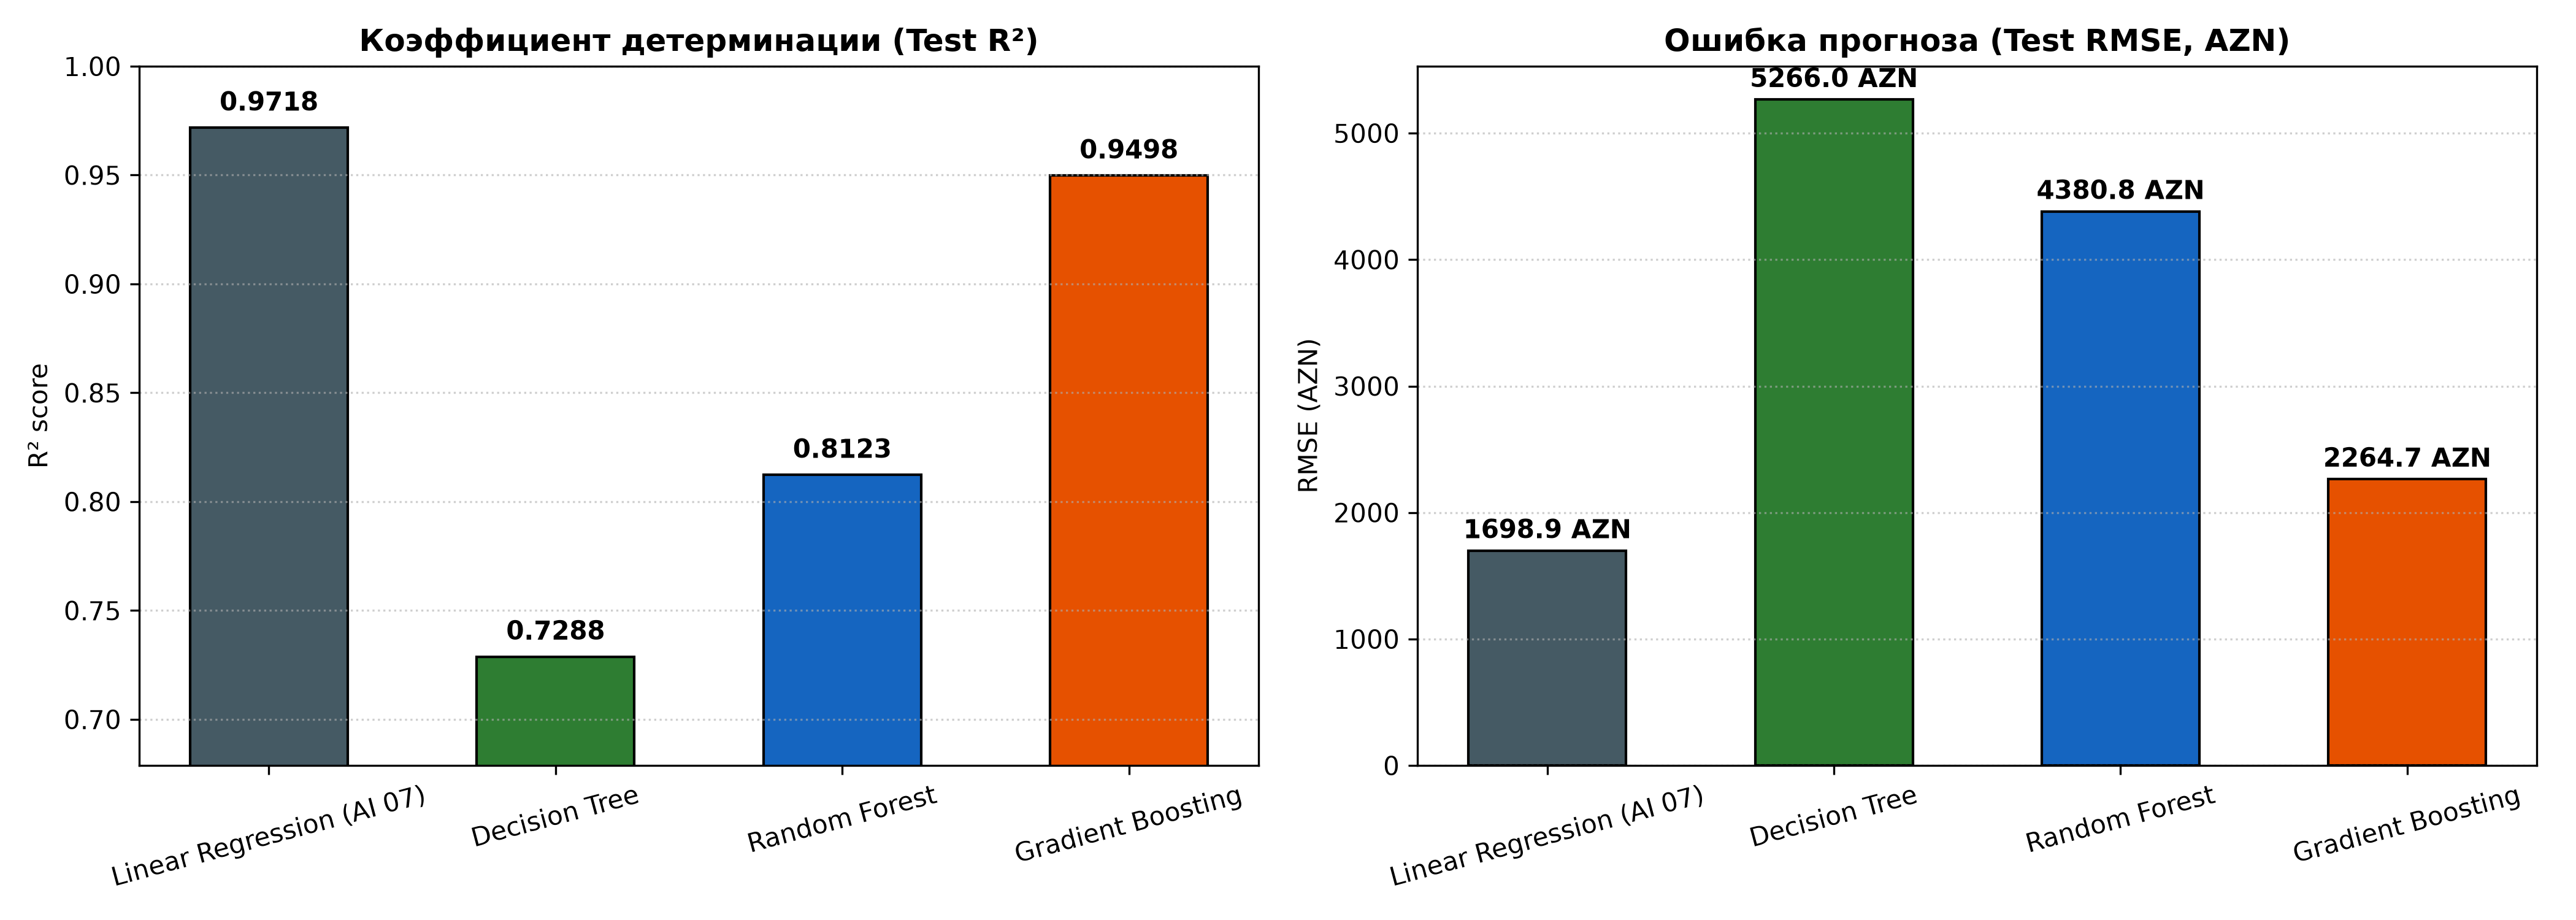 Коэффициент детерминации (Test R²)
R² score
1.00
0.95
0.90
0.85
0.80
0.75
0.70
0.9718
0.7288
0.8123
0.9498
Linear Regression (AI 07)
Decision Tree
Random Forest
Gradient Boosting
Ошибка прогноза (Test RMSE, AZN)
RMSE (AZN)
5000
4000
3000
2000
1000
0
1698.9 AZN
5266.0 AZN
4380.8 AZN
2264.7 AZN
Linear Regression (AI 07)
Decision Tree
Random Forest
Gradient Boosting